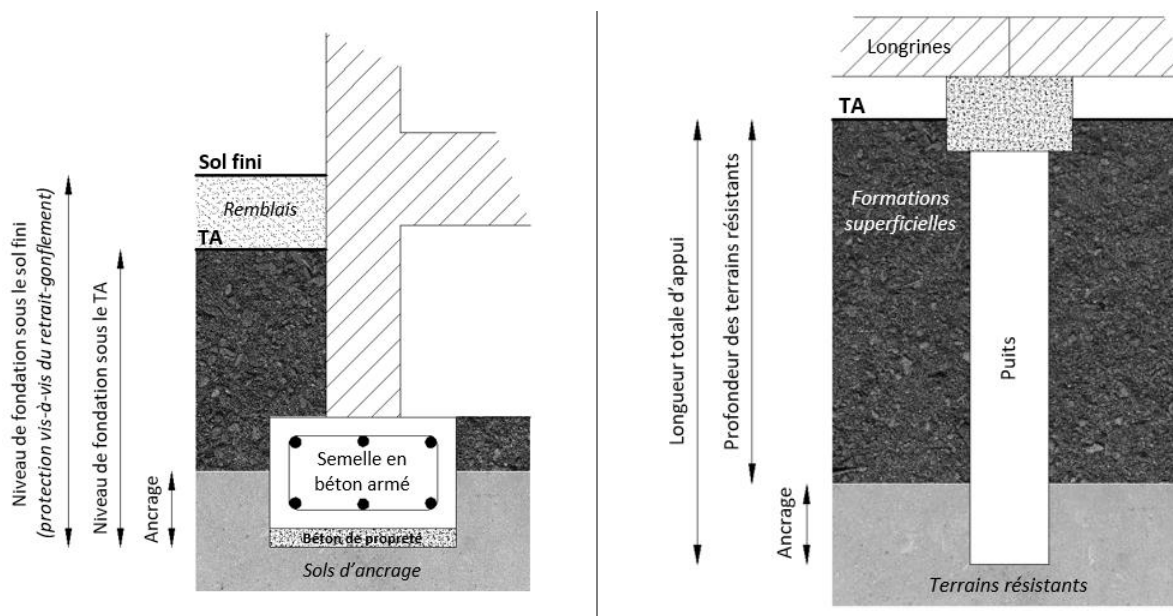 Sol fini
Remblais
TA
Niveau de fondation sous le sol fini
(protection vis-à-vis du retrait-gonflement)
Niveau de fondation sous le TA
Ancrage
Semelle en
béton armé
Béton de propreté
Sols d'ancrage
Longrines
TA
Formations
superficielles
Longueur totale d'appui
Profondeur des terrains résistants
Puits
Ancrage
Terrains résistants